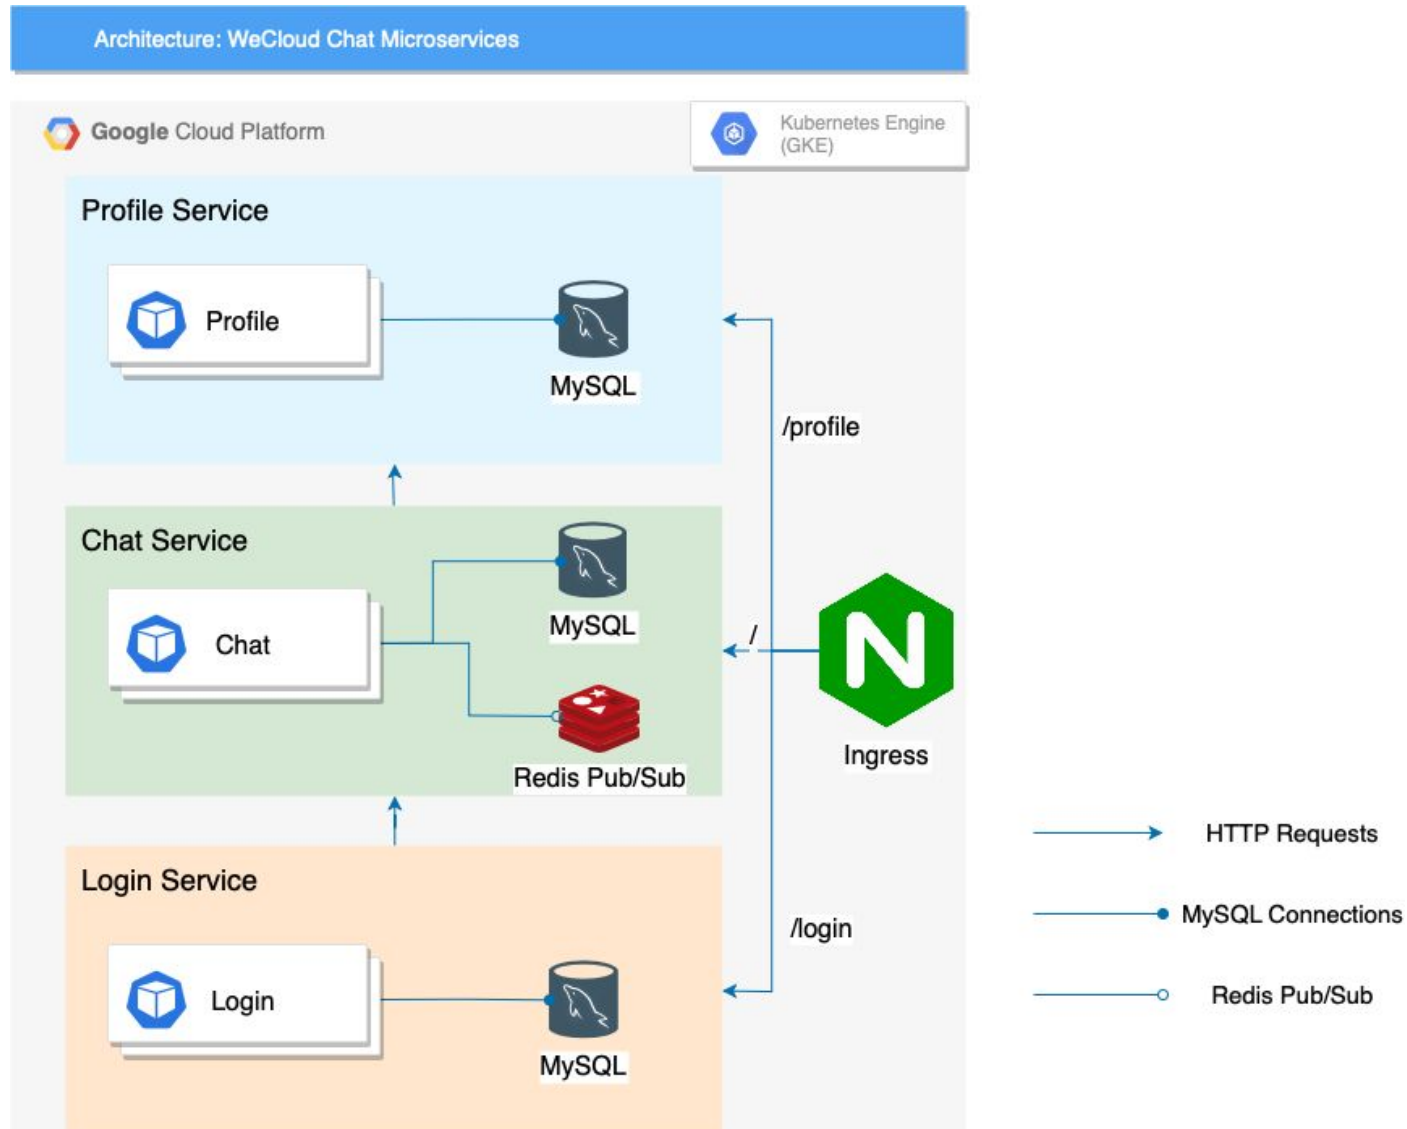 Architecture: WeCloud Chat Microservices
Google Cloud Platform
Kubernetes Engine
(GKE)
Profile Service
Profile
MySQL
/profile
Chat Service
Chat
MySQL
/
Redis Pub/Sub
Ingress
Login Service
Login
MySQL
/login
HTTP Requests
MySQL Connections
Redis Pub/Sub